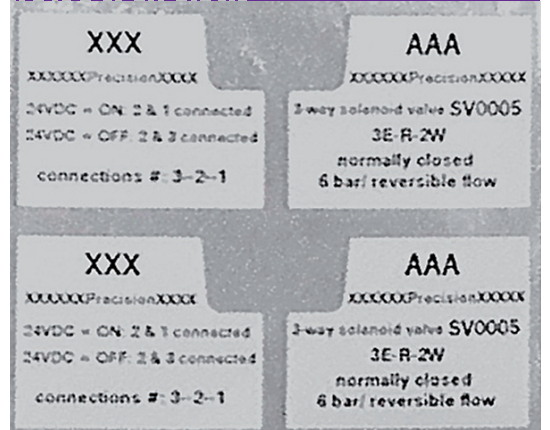 XXX
XXXXXXPrecisionXXXX
24VDC = ON: 2 & 1 connected
24VDC = OFF: 2 & 3 connected
connections #: 3-2-1
AAA
XXXXXXPrecisionXXXXX
3-way solenoid valve SV0005
3E-R-2W
normally closed
6 bar/ reversible flow
XXX
XXXXXXPrecisionXXXX
24VDC = ON: 2 & 1 connected
24VDC = OFF: 2 & 3 connected
connections #: 3-2-1
AAA
XXXXXXPrecisionXXXXX
3-way solenoid valve SV0005
3E-R-2W
normally closed
6 bar/ reversible flow